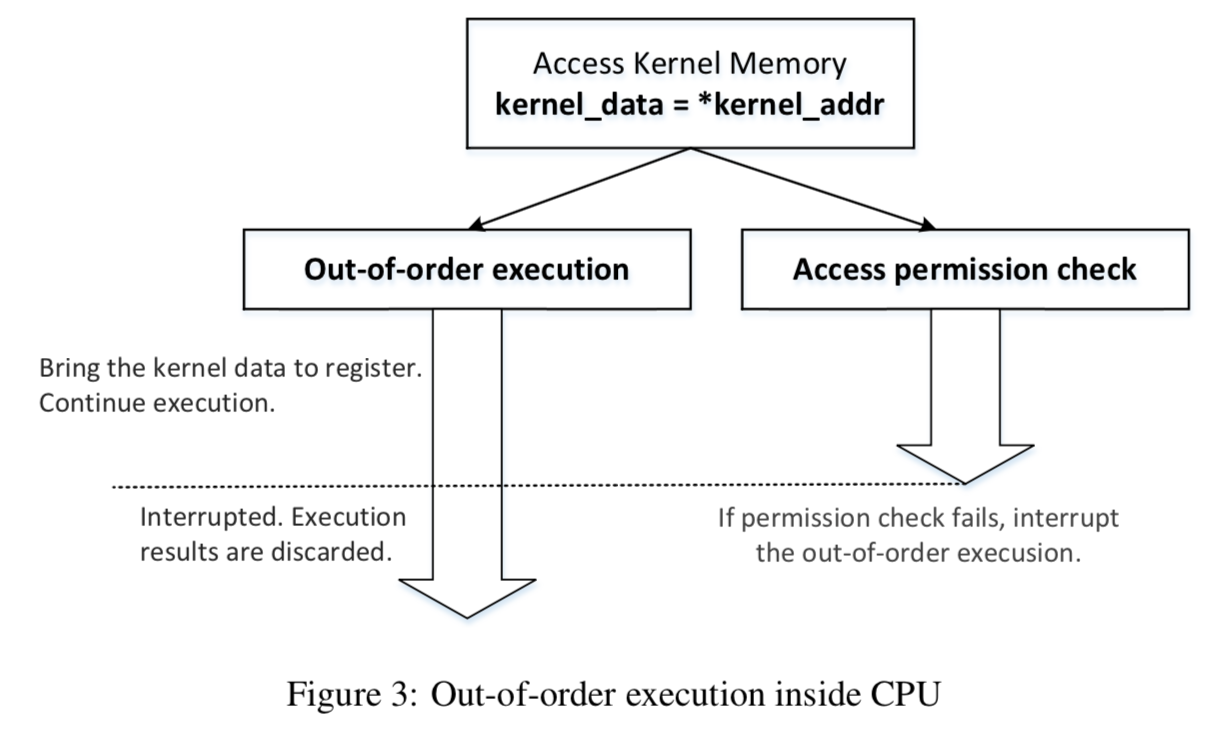 Access Kernel Memory
kernel_data = *kernel_addr
Out-of-order execution
Access permission check
Bring the kernel data to register.
Continue execution.
Interrupted. Execution
results are discarded.
If permission check fails, interrupt
the out-of-order execusion.
Figure 3: Out-of-order execution inside CPU